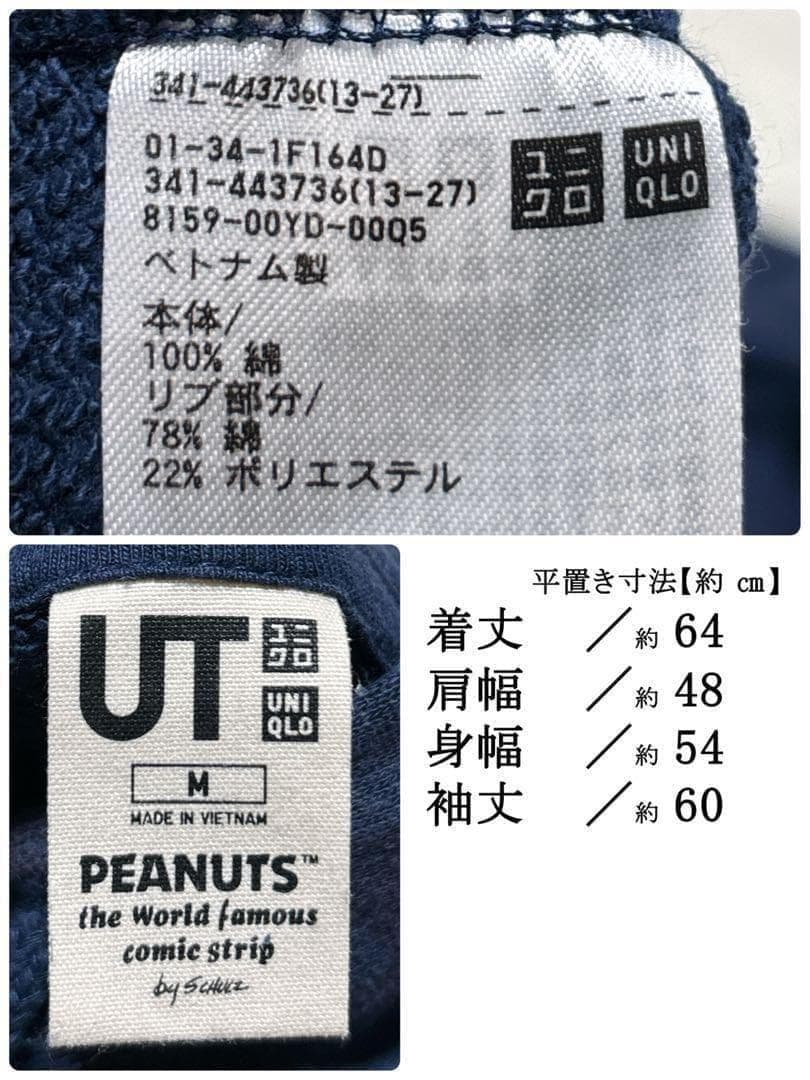 341-443736(13-27)
01-34-1F164D
341-443736(13-27)
8159-00YD-00Q5
ユニクロ
UNI
QLO
ベトナム製
本体/
100% 綿
リブ部分/
78% 綿
22% ポリエステル
UT
ユニクロ
UNI
QLO
M
MADE IN VIETNAM
PEANUTS™
the World famous
comic strip
by SCHULZ
平置き寸法【約 ㎝】
着丈 ／約 64
肩幅 ／約 48
身幅 ／約 54
袖丈 ／約 60